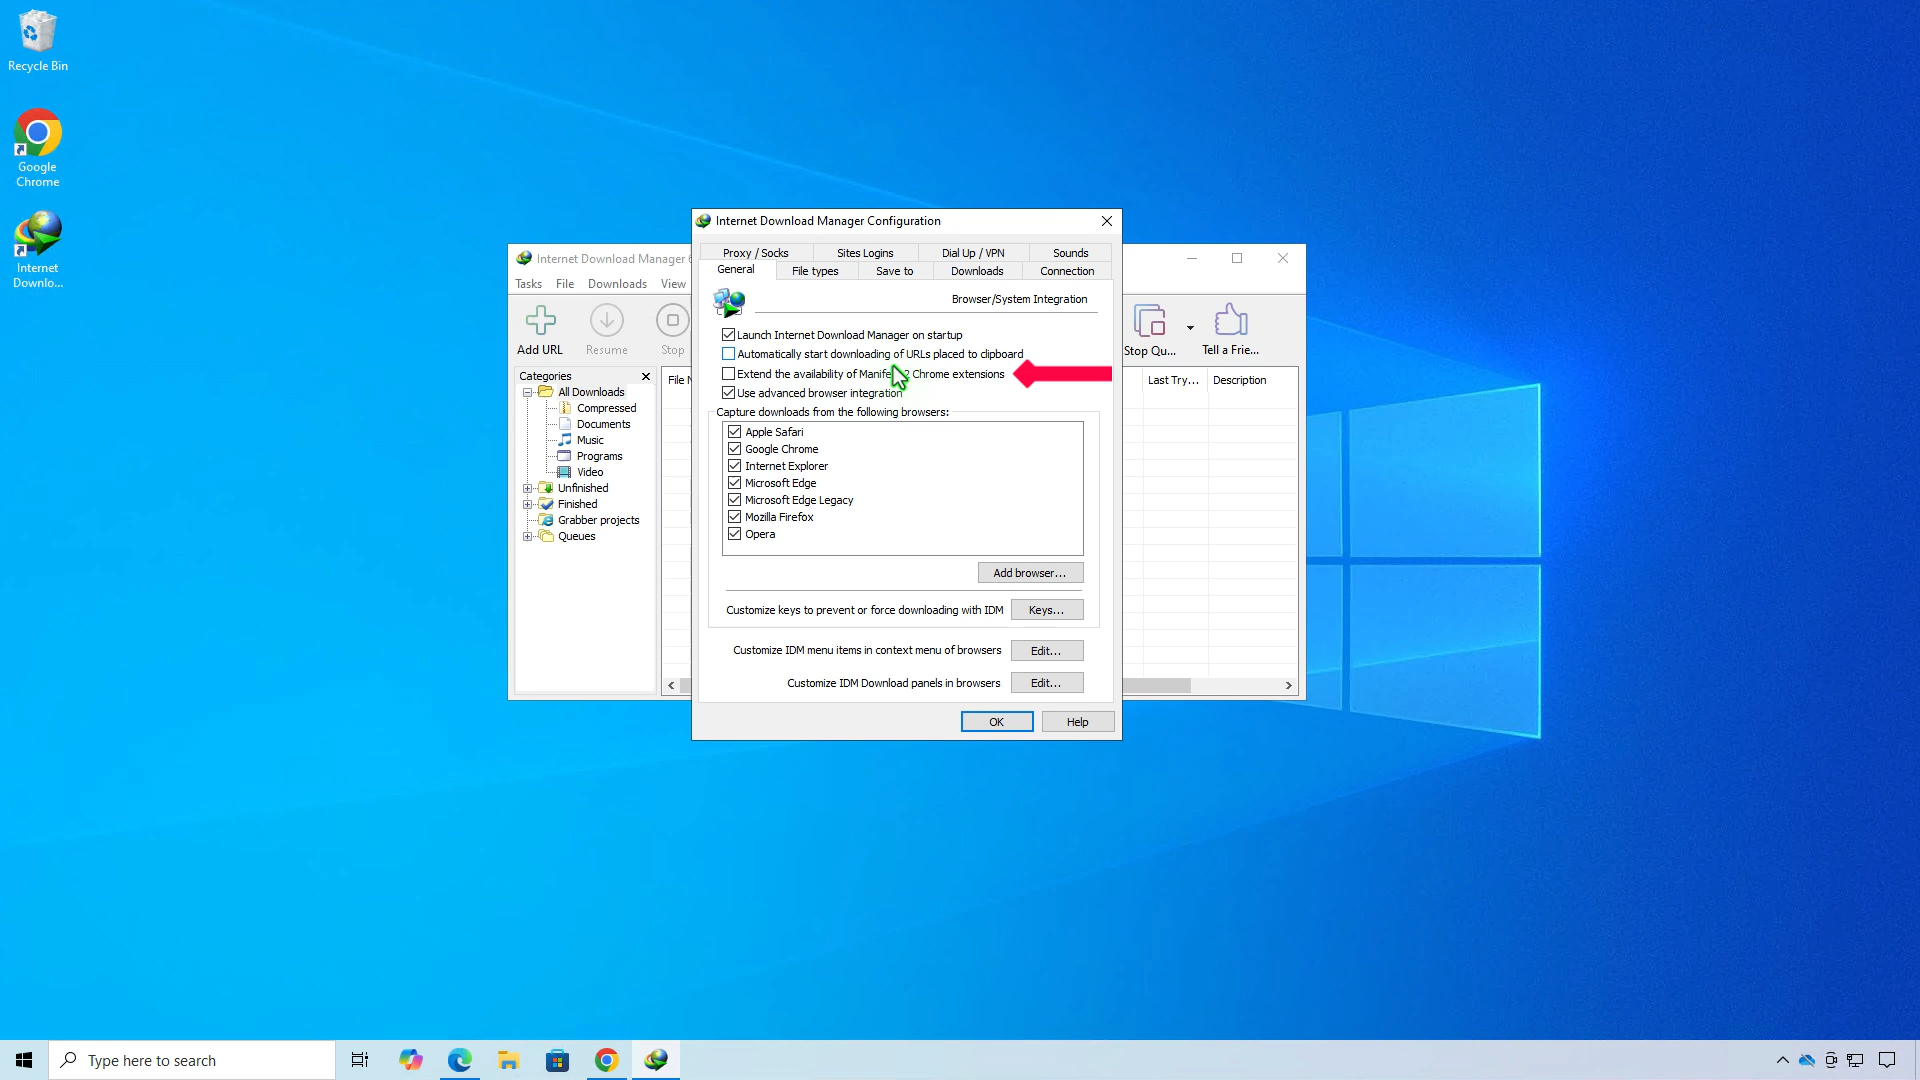 Recycle Bin
Google
Chrome
Internet
Downlo...
Internet Download Manager 6
Tasks File Downloads View
Add URL
Resume
Stop
Stop Qu...
Tell a Frie...
Categories
All Downloads
Compressed
Documents
Music
Programs
Video
Unfinished
Finished
Grabber projects
Queues
File N
Last Try...
Description
Internet Download Manager Configuration
Proxy / Socks
Sites Logins
Dial Up / VPN
Sounds
General
File types
Save to
Downloads
Connection
Browser/System Integration
Launch Internet Download Manager on startup
Automatically start downloading of URLs placed to clipboard
Extend the availability of Manife 2 Chrome extensions
Use advanced browser integration
Capture downloads from the following browsers:
Apple Safari
Google Chrome
Internet Explorer
Microsoft Edge
Microsoft Edge Legacy
Mozilla Firefox
Opera
Add browser...
Customize keys to prevent or force downloading with IDM
Keys...
Customize IDM menu items in context menu of browsers
Edit...
Customize IDM Download panels in browsers
Edit...
OK
Help
Type here to search